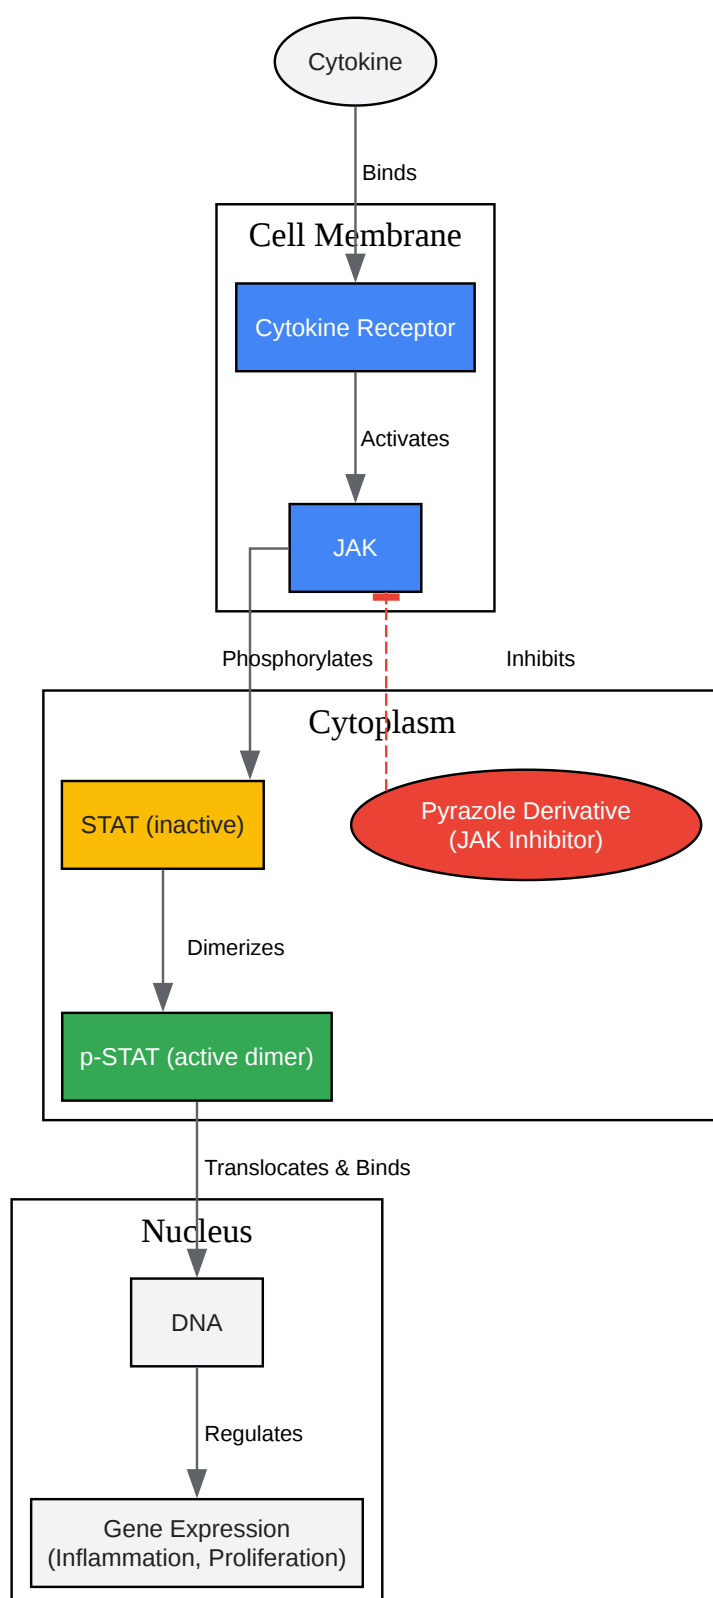 Cytokine
Binds
Cell Membrane
Cytokine Receptor
Activates
JAK
Phosphorylates
Inhibits
Cytoplasm
STAT (inactive)
Pyrazole Derivative
(JAK Inhibitor)
Dimerizes
p-STAT (active dimer)
Translocates & Binds
Nucleus
DNA
Regulates
Gene Expression
(Inflammation, Proliferation)